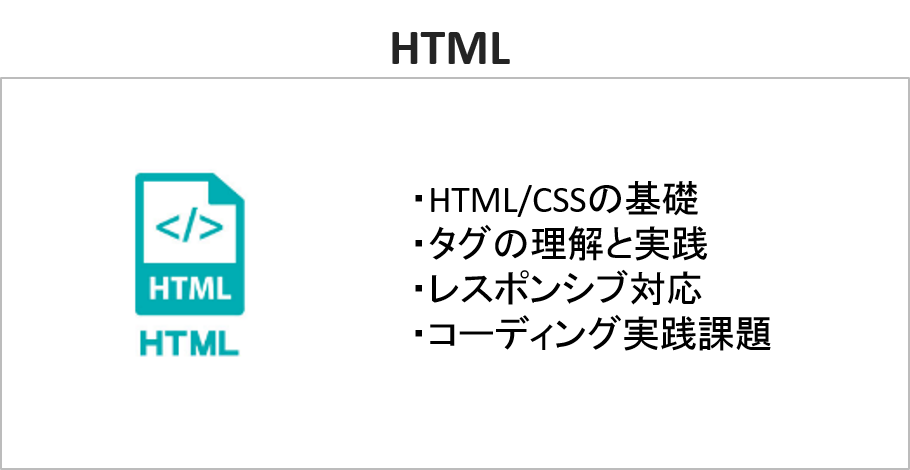 HTML
</>
HTML
HTML
・HTML/CSSの基礎
・タグの理解と実践
・レスポンシブ対応
・コーディング実践課題